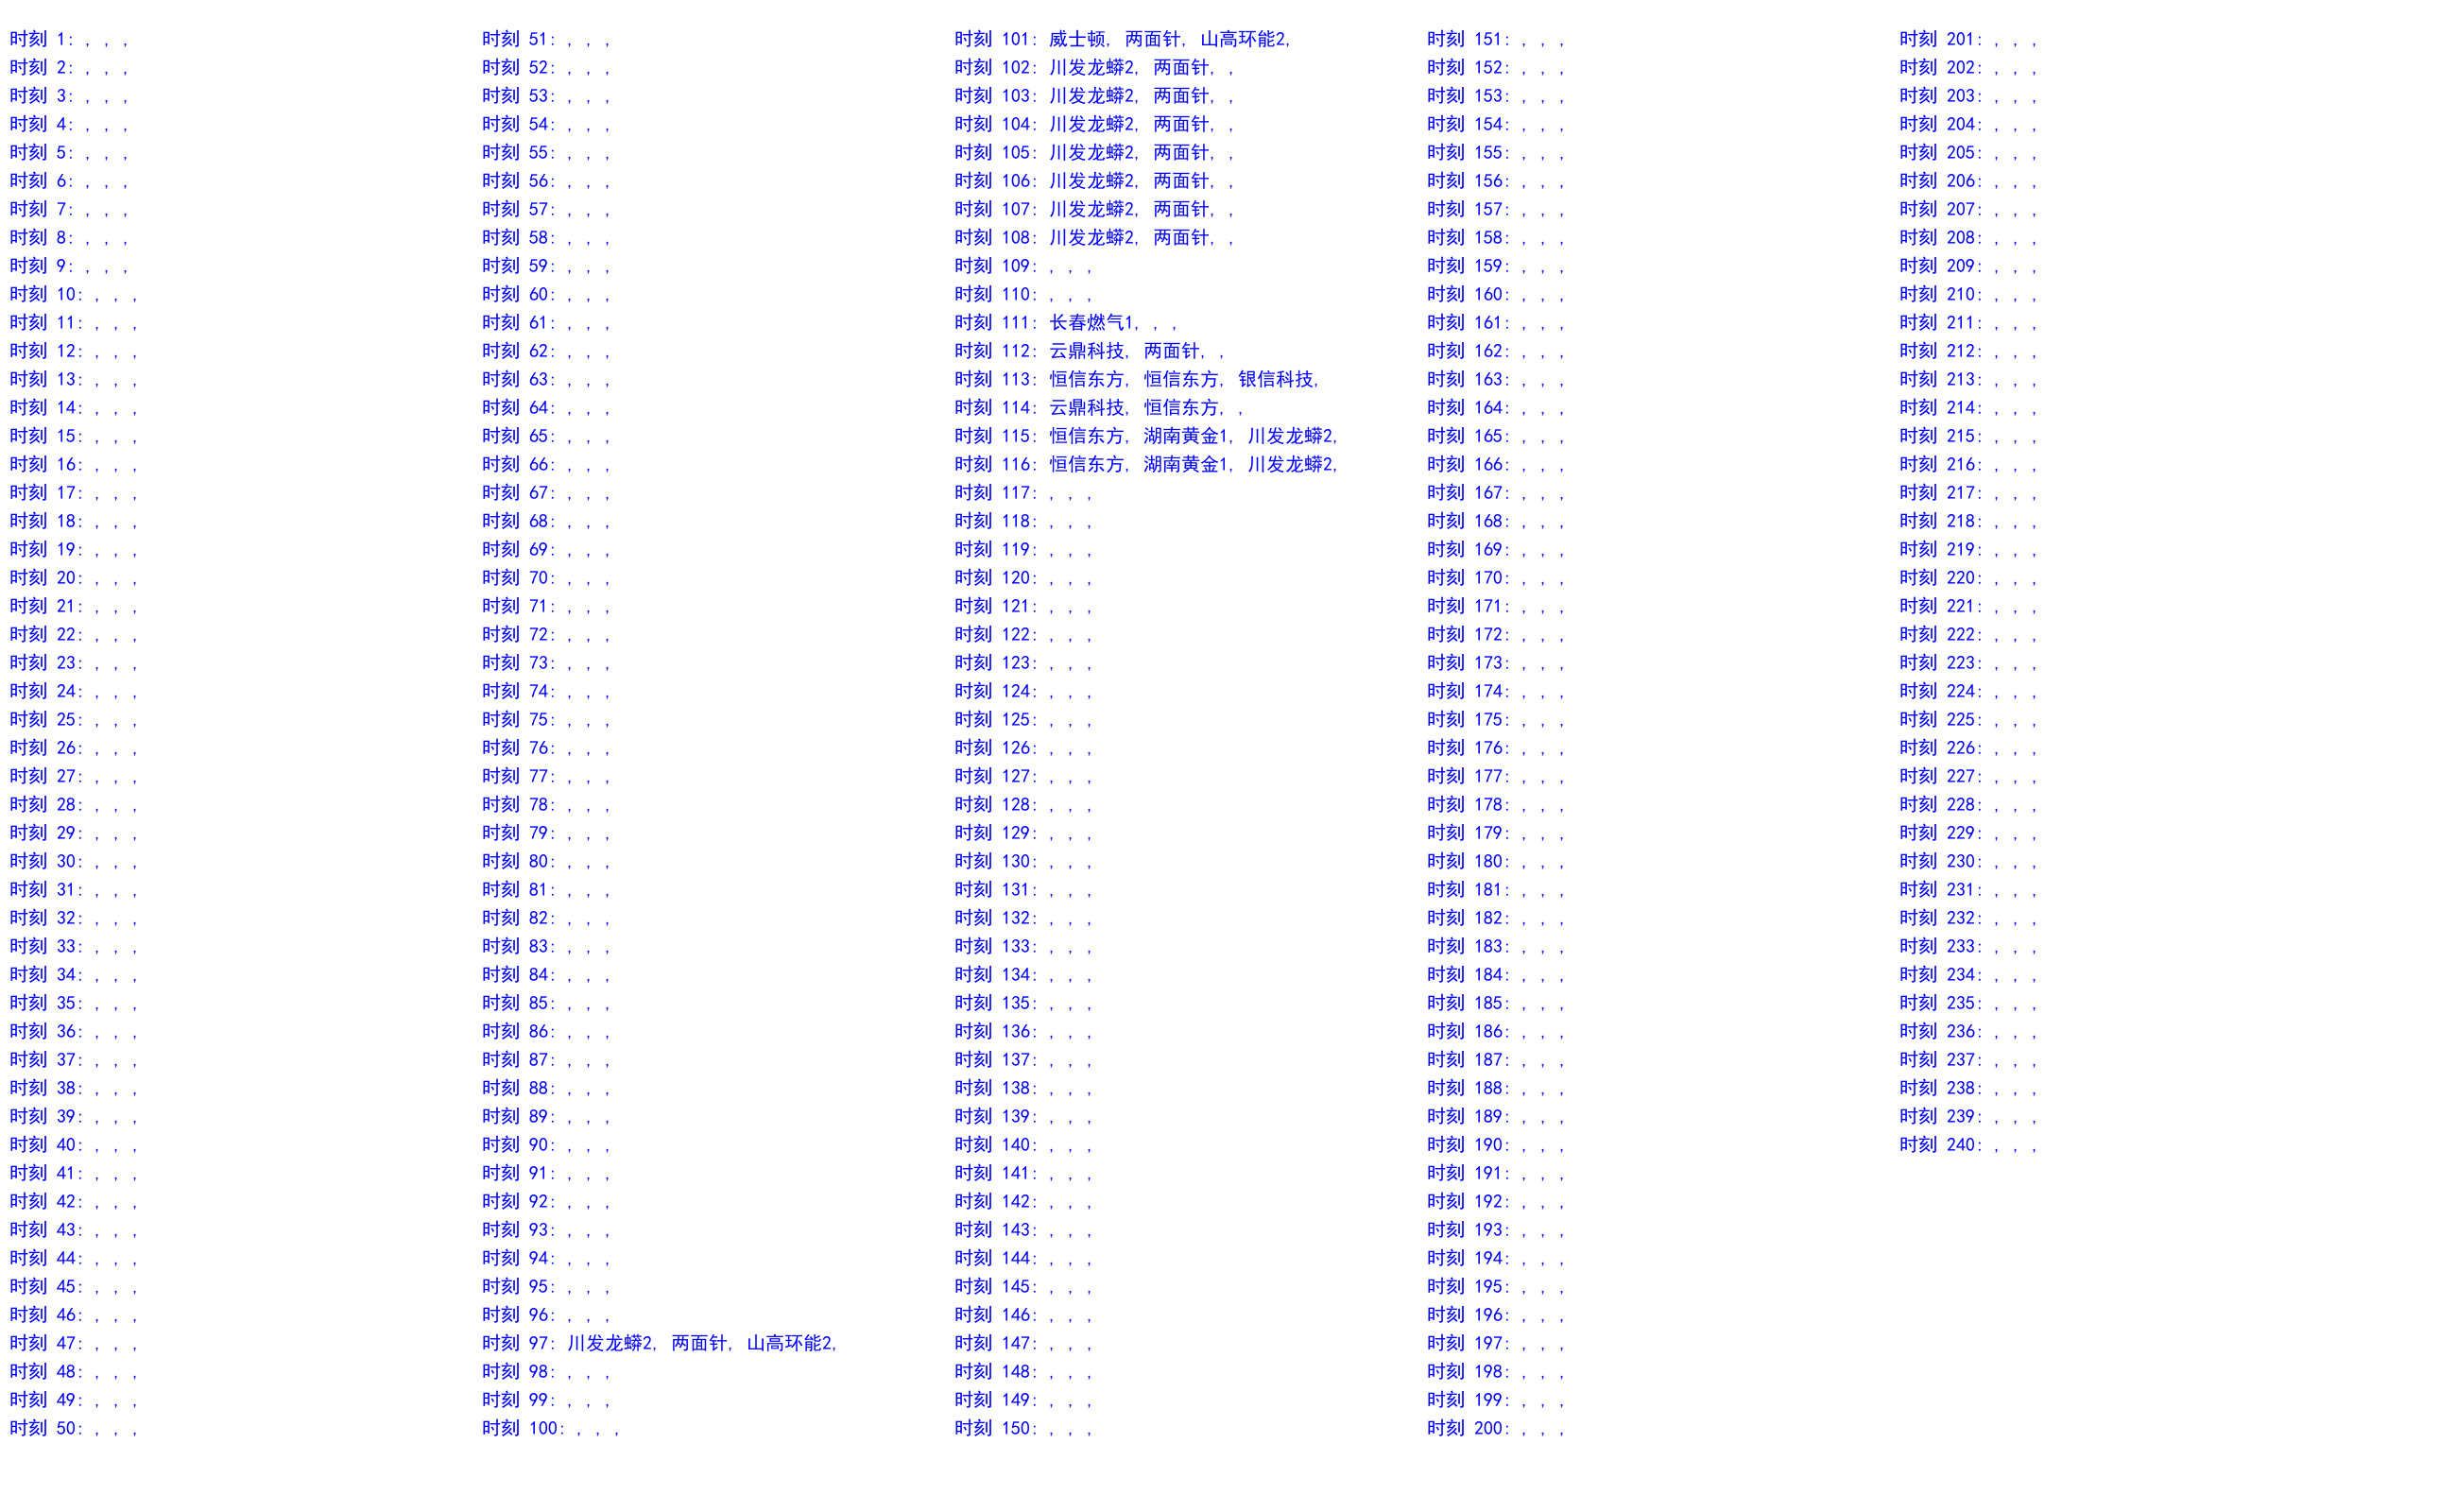 时刻 1: , , ,
时刻 2: , , ,
时刻 3: , , ,
时刻 4: , , ,
时刻 5: , , ,
时刻 6: , , ,
时刻 7: , , ,
时刻 8: , , ,
时刻 9: , , ,
时刻 10: , , ,
时刻 11: , , ,
时刻 12: , , ,
时刻 13: , , ,
时刻 14: , , ,
时刻 15: , , ,
时刻 16: , , ,
时刻 17: , , ,
时刻 18: , , ,
时刻 19: , , ,
时刻 20: , , ,
时刻 21: , , ,
时刻 22: , , ,
时刻 23: , , ,
时刻 24: , , ,
时刻 25: , , ,
时刻 26: , , ,
时刻 27: , , ,
时刻 28: , , ,
时刻 29: , , ,
时刻 30: , , ,
时刻 31: , , ,
时刻 32: , , ,
时刻 33: , , ,
时刻 34: , , ,
时刻 35: , , ,
时刻 36: , , ,
时刻 37: , , ,
时刻 38: , , ,
时刻 39: , , ,
时刻 40: , , ,
时刻 41: , , ,
时刻 42: , , ,
时刻 43: , , ,
时刻 44: , , ,
时刻 45: , , ,
时刻 46: , , ,
时刻 47: , , ,
时刻 48: , , ,
时刻 49: , , ,
时刻 50: , , ,
时刻 51: , , ,
时刻 52: , , ,
时刻 53: , , ,
时刻 54: , , ,
时刻 55: , , ,
时刻 56: , , ,
时刻 57: , , ,
时刻 58: , , ,
时刻 59: , , ,
时刻 60: , , ,
时刻 61: , , ,
时刻 62: , , ,
时刻 63: , , ,
时刻 64: , , ,
时刻 65: , , ,
时刻 66: , , ,
时刻 67: , , ,
时刻 68: , , ,
时刻 69: , , ,
时刻 70: , , ,
时刻 71: , , ,
时刻 72: , , ,
时刻 73: , , ,
时刻 74: , , ,
时刻 75: , , ,
时刻 76: , , ,
时刻 77: , , ,
时刻 78: , , ,
时刻 79: , , ,
时刻 80: , , ,
时刻 81: , , ,
时刻 82: , , ,
时刻 83: , , ,
时刻 84: , , ,
时刻 85: , , ,
时刻 86: , , ,
时刻 87: , , ,
时刻 88: , , ,
时刻 89: , , ,
时刻 90: , , ,
时刻 91: , , ,
时刻 92: , , ,
时刻 93: , , ,
时刻 94: , , ,
时刻 95: , , ,
时刻 96: , , ,
时刻 97: 川发龙蟒2, 两面针, 山高环能2,
时刻 98: , , ,
时刻 99: , , ,
时刻 100: , , ,
时刻 101: 威士顿, 两面针, 山高环能2,
时刻 102: 川发龙蟒2, 两面针, ,
时刻 103: 川发龙蟒2, 两面针, ,
时刻 104: 川发龙蟒2, 两面针, ,
时刻 105: 川发龙蟒2, 两面针, ,
时刻 106: 川发龙蟒2, 两面针, ,
时刻 107: 川发龙蟒2, 两面针, ,
时刻 108: 川发龙蟒2, 两面针, ,
时刻 109: , , ,
时刻 110: , , ,
时刻 111: 长春燃气1, , ,
时刻 112: 云鼎科技, 两面针, ,
时刻 113: 恒信东方, 恒信东方, 银信科技,
时刻 114: 云鼎科技, 恒信东方, ,
时刻 115: 恒信东方, 湖南黄金1, 川发龙蟒2,
时刻 116: 恒信东方, 湖南黄金1, 川发龙蟒2,
时刻 117: , , ,
时刻 118: , , ,
时刻 119: , , ,
时刻 120: , , ,
时刻 121: , , ,
时刻 122: , , ,
时刻 123: , , ,
时刻 124: , , ,
时刻 125: , , ,
时刻 126: , , ,
时刻 127: , , ,
时刻 128: , , ,
时刻 129: , , ,
时刻 130: , , ,
时刻 131: , , ,
时刻 132: , , ,
时刻 133: , , ,
时刻 134: , , ,
时刻 135: , , ,
时刻 136: , , ,
时刻 137: , , ,
时刻 138: , , ,
时刻 139: , , ,
时刻 140: , , ,
时刻 141: , , ,
时刻 142: , , ,
时刻 143: , , ,
时刻 144: , , ,
时刻 145: , , ,
时刻 146: , , ,
时刻 147: , , ,
时刻 148: , , ,
时刻 149: , , ,
时刻 150: , , ,
时刻 151: , , ,
时刻 152: , , ,
时刻 153: , , ,
时刻 154: , , ,
时刻 155: , , ,
时刻 156: , , ,
时刻 157: , , ,
时刻 158: , , ,
时刻 159: , , ,
时刻 160: , , ,
时刻 161: , , ,
时刻 162: , , ,
时刻 163: , , ,
时刻 164: , , ,
时刻 165: , , ,
时刻 166: , , ,
时刻 167: , , ,
时刻 168: , , ,
时刻 169: , , ,
时刻 170: , , ,
时刻 171: , , ,
时刻 172: , , ,
时刻 173: , , ,
时刻 174: , , ,
时刻 175: , , ,
时刻 176: , , ,
时刻 177: , , ,
时刻 178: , , ,
时刻 179: , , ,
时刻 180: , , ,
时刻 181: , , ,
时刻 182: , , ,
时刻 183: , , ,
时刻 184: , , ,
时刻 185: , , ,
时刻 186: , , ,
时刻 187: , , ,
时刻 188: , , ,
时刻 189: , , ,
时刻 190: , , ,
时刻 191: , , ,
时刻 192: , , ,
时刻 193: , , ,
时刻 194: , , ,
时刻 195: , , ,
时刻 196: , , ,
时刻 197: , , ,
时刻 198: , , ,
时刻 199: , , ,
时刻 200: , , ,
时刻 201: , , ,
时刻 202: , , ,
时刻 203: , , ,
时刻 204: , , ,
时刻 205: , , ,
时刻 206: , , ,
时刻 207: , , ,
时刻 208: , , ,
时刻 209: , , ,
时刻 210: , , ,
时刻 211: , , ,
时刻 212: , , ,
时刻 213: , , ,
时刻 214: , , ,
时刻 215: , , ,
时刻 216: , , ,
时刻 217: , , ,
时刻 218: , , ,
时刻 219: , , ,
时刻 220: , , ,
时刻 221: , , ,
时刻 222: , , ,
时刻 223: , , ,
时刻 224: , , ,
时刻 225: , , ,
时刻 226: , , ,
时刻 227: , , ,
时刻 228: , , ,
时刻 229: , , ,
时刻 230: , , ,
时刻 231: , , ,
时刻 232: , , ,
时刻 233: , , ,
时刻 234: , , ,
时刻 235: , , ,
时刻 236: , , ,
时刻 237: , , ,
时刻 238: , , ,
时刻 239: , , ,
时刻 240: , , ,